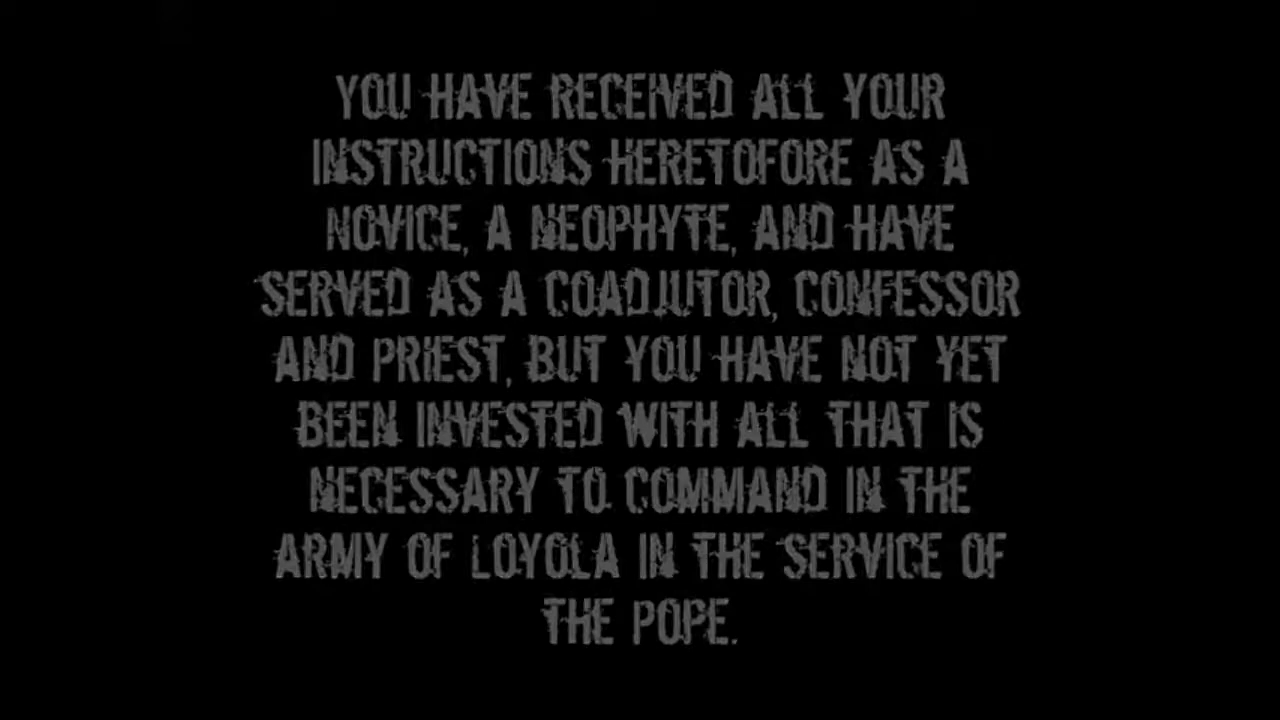 YOU HAVE RECEIVED ALL YOUR
INSTRUCTIONS HERETOFORE AS A
NOVICE, A NEOPHYTE, AND HAVE
SERVED AS A COADJUTOR, CONFESSOR
AND PRIEST, BUT YOU HAVE NOT YET
BEEN INVESTED WITH ALL THAT IS
NECESSARY TO COMMAND IN THE
ARMY OF LOYOLA IN THE SERVICE OF
THE POPE.